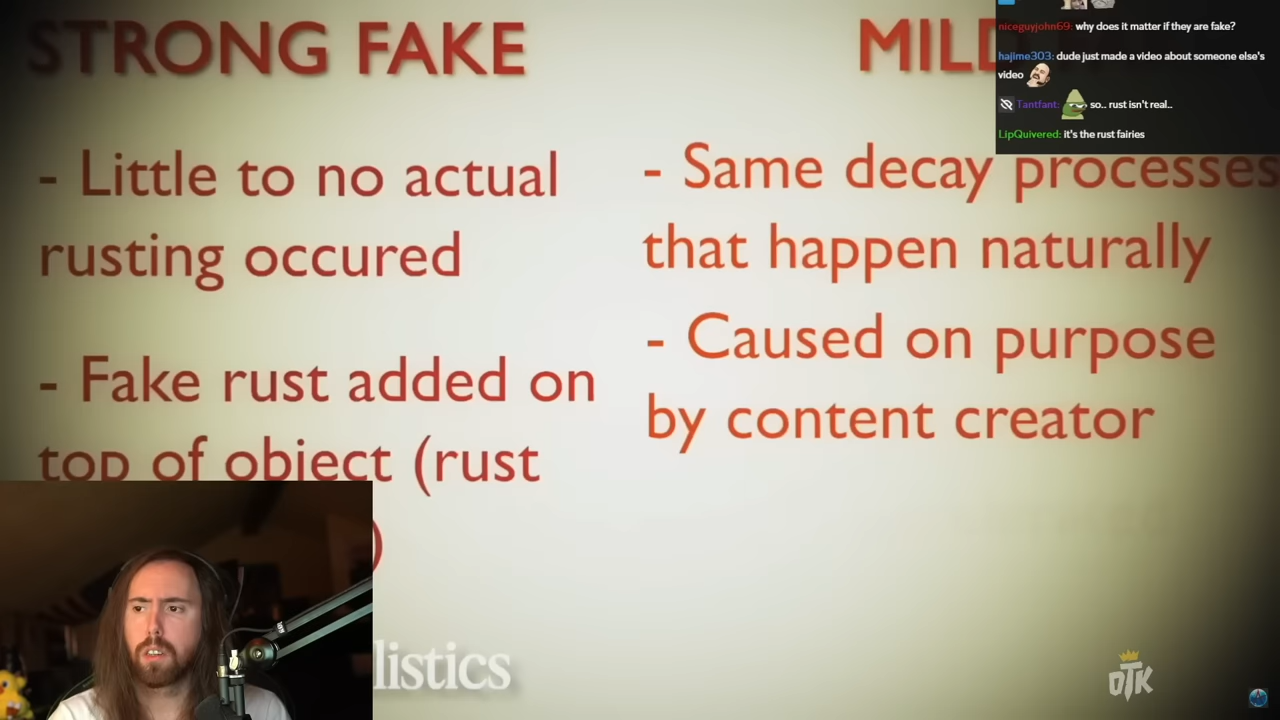 STRONG FAKE
- Little to no actual
rusting occured
- Fake rust added on
top of object (rust
)
listics
- Same decay processes
that happen naturally
- Caused on purpose
by content creator
niceguyjohn69: why does it matter if they are fake?
hajime303: dude just made a video about someone else's
video
Tantfant: so.. rust isn't real..
LipQuivered: it's the rust fairies
OTK